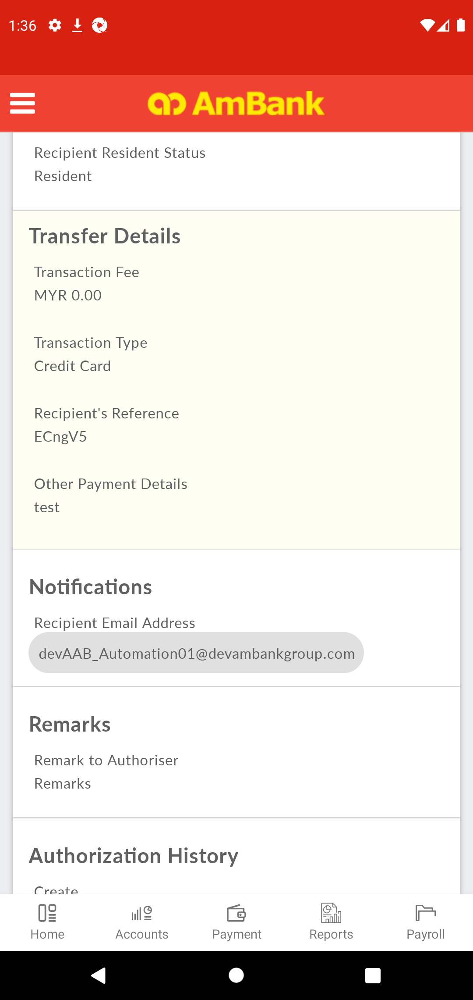 1:36
AmBank
Recipient Resident Status
Resident
Transfer Details
Transaction Fee
MYR 0.00
Transaction Type
Credit Card
Recipient's Reference
ECngV5
Other Payment Details
test
Notifications
Recipient Email Address
devAAB_Automation01@devambankgroup.com
Remarks
Remark to Authoriser
Remarks
Authorization History
Create
Home
Accounts
Payment
Reports
Payroll